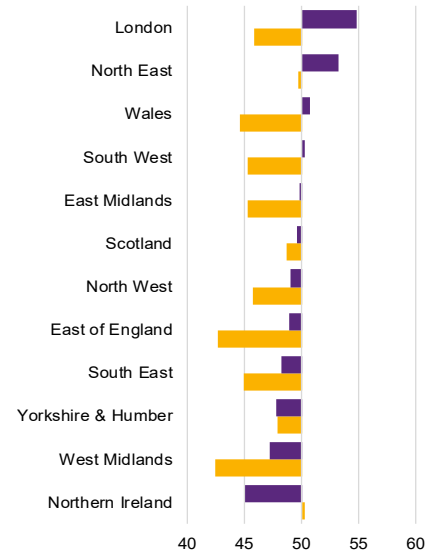 London
North East
Wales
South West
East Midlands
Scotland
North West
East of England
South East
Yorkshire & Humber
West Midlands
Northern Ireland
40 45 50 55 60